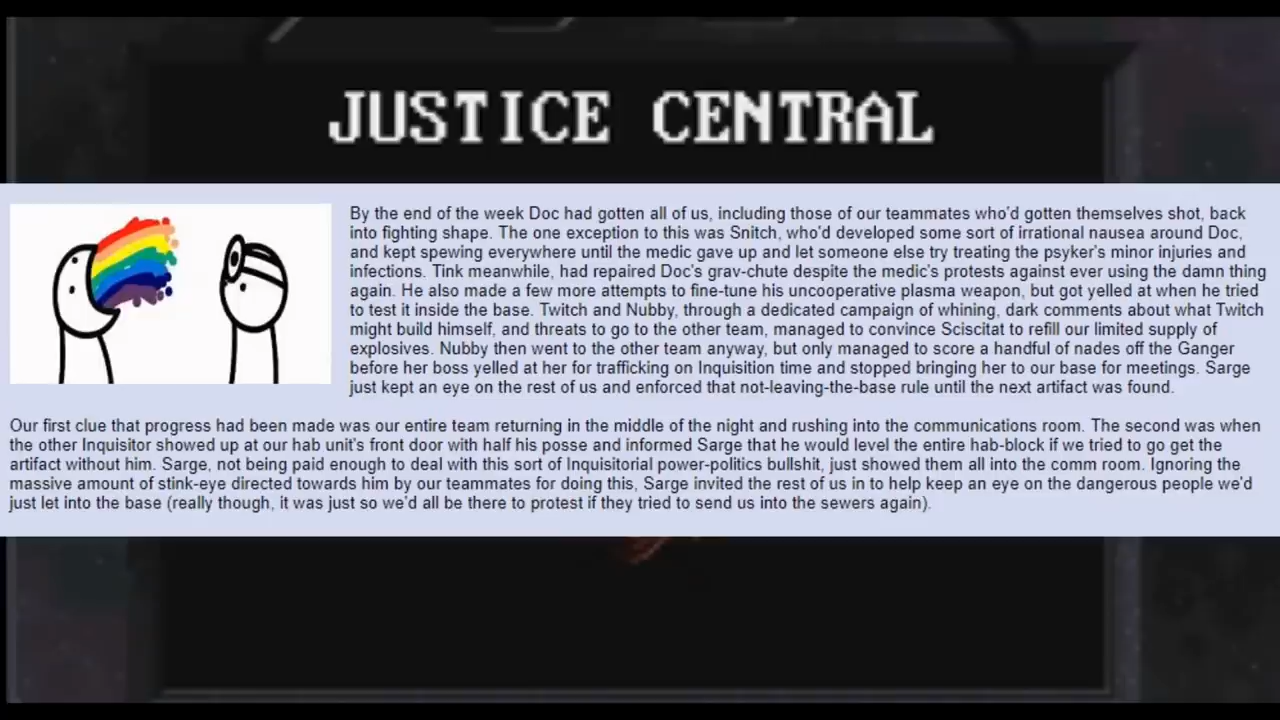 JUSTICE CENTRAL
By the end of the week Doc had gotten all of us, including those of our teammates who'd gotten themselves shot, back
into fighting shape. The one exception to this was Snitch, who'd developed some sort of irrational nausea around Doc,
and kept spewing everywhere until the medic gave up and let someone else try treating the psyker's minor injuries and
infections. Tink meanwhile, had repaired Doc's grav-chute despite the medic's protests against ever using the damn thing
again. He also made a few more attempts to fine-tune his uncooperative plasma weapon, but got yelled at when he tried
to test it inside the base. Twitch and Nubby, through a dedicated campaign of whining, dark comments about what Twitch
might build himself, and threats to go to the other team, managed to convince Sciscitat to refill our limited supply of
explosives. Nubby then went to the other team anyway, but only managed to score a handful of nades off the Ganger
before her boss yelled at her for trafficking on Inquisition time and stopped bringing her to our base for meetings. Sarge
just kept an eye on the rest of us and enforced that not-leaving-the-base rule until the next artifact was found.
Our first clue that progress had been made was our entire team returning in the middle of the night and rushing into the communications room. The second was when
the other Inquisitor showed up at our hab unit's front door with half his posse and informed Sarge that he would level the entire hab-block if we tried to go get the
artifact without him. Sarge, not being paid enough to deal with this sort of Inquisitorial power-politics bullshit, just showed them all into the comm room. Ignoring the
massive amount of stink-eye directed towards him by our teammates for doing this, Sarge invited the rest of us in to help keep an eye on the dangerous people we'd
just let into the base (really though, it was just so we'd all be there to protest if they tried to send us into the sewers again).